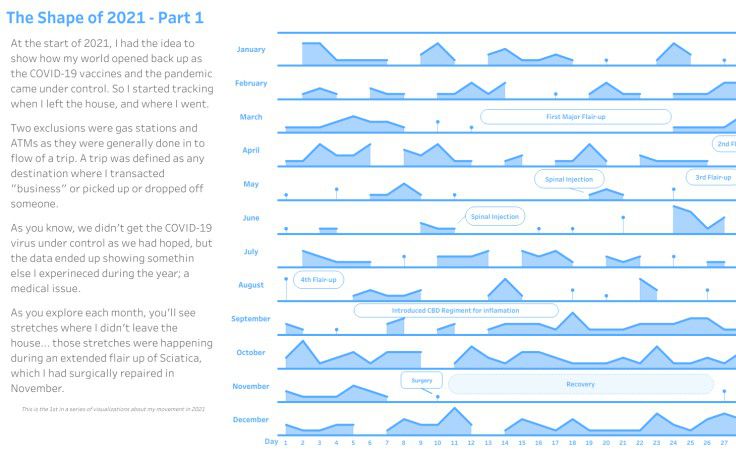 The Shape of 2021 - Part 1
At the start of 2021, I had the idea to
show how my world opened back up as
the COVID-19 vaccines and the pandemic
came under control. So I started tracking
when I left the house, and where I went.
Two exclusions were gas stations and
ATMs as they were generally done in to
flow of a trip. A trip was defined as any
destination where I transacted
"business" or picked up or dropped off
someone.
As you know, we didn't get the COVID-19
virus under control as we had hoped, but
the data ended up showing somethin
else I experineced during the year; a
medical issue.
As you explore each month, you'll see
stretches where I didn't leave the
house... those stretches were happening
during an extended flair up of Sciatica,
which I had surgically repaired in
November.
This is the 1st in a series of visualizations about my movement in 2021
January
February
March
First Major Flair-up
April
2nd Fl
May
Spinal Injection
3rd Flair-up
June
Spinal Injection
July
August
4th Flair-up
September
Introduced CBD Regiment for inflamation
October
November
Surgery
Recovery
December
Day 1 2 3 4 5 6 7 8 9 10 11 12 13 14 15 16 17 18 19 20 21 22 23 24 25 26 27